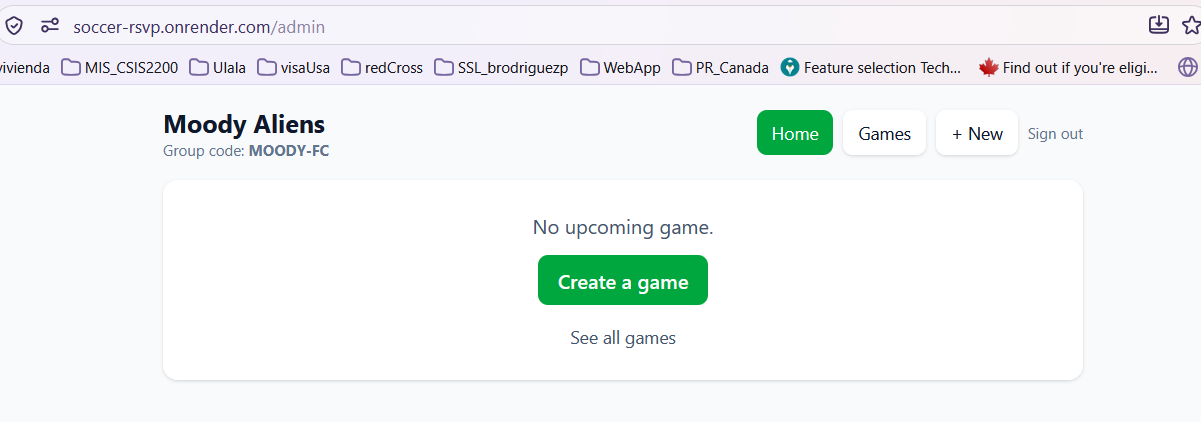 soccer-rsvp.onrender.com/admin
vivienda MIS_CSIS2200 Ulala visaUsa redCross SSL_brodriguezp WebApp PR_Canada Feature selection Tech... Find out if you're eligi...
Moody Aliens
Group code: MOODY-FC
Home Games + New Sign out
No upcoming game.
Create a game
See all games